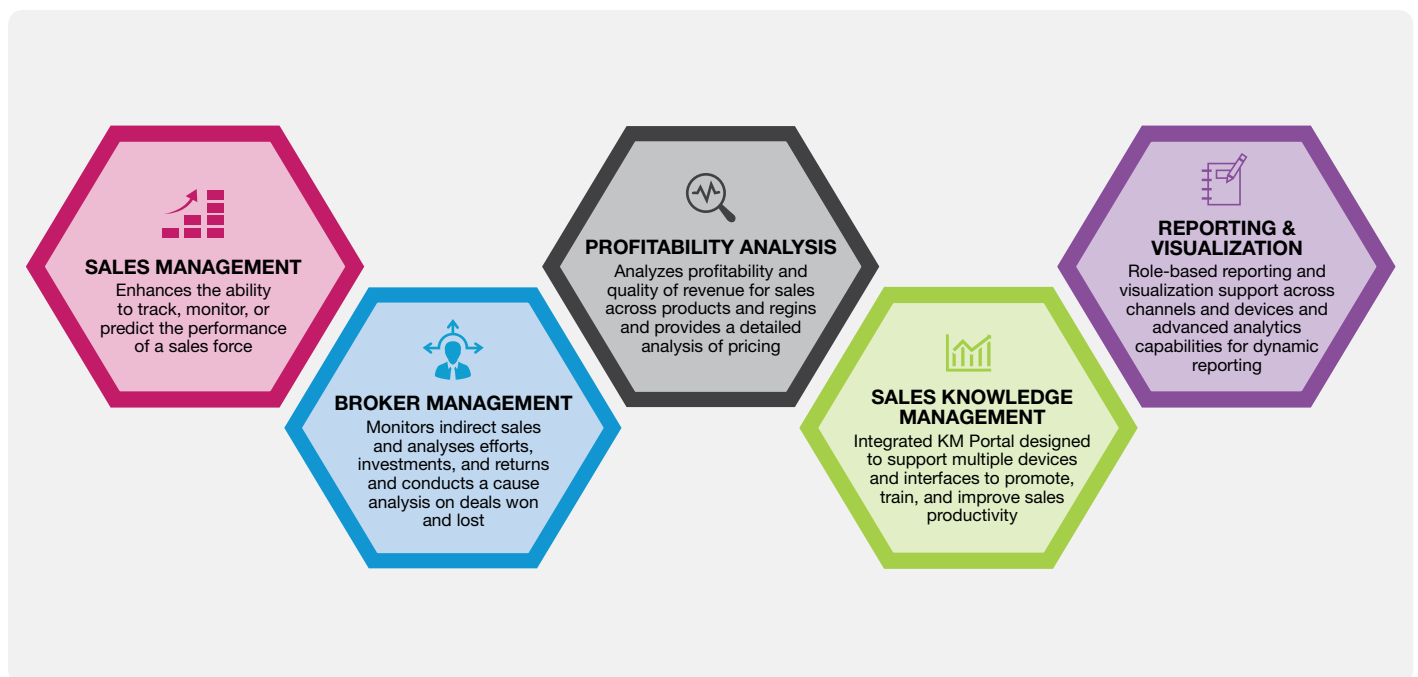 SALES MANAGEMENT
Enhances the ability
to track, monitor, or
predict the performance
of a sales force
BROKER MANAGEMENT
Monitors indirect sales
and analyses efforts,
investments, and returns
and conducts a cause
analysis on deals won
and lost
PROFITABILITY ANALYSIS
Analyzes profitability and
quality of revenue for sales
across products and regins
and provides a detailed
analysis of pricing
SALES KNOWLEDGE
MANAGEMENT
Integrated KM Portal designed
to support multiple devices
and interfaces to promote,
train, and improve sales
productivity
REPORTING &
VISUALIZATION
Role-based reporting and
visualization support across
channels and devices and
advanced analytics
capabilities for dynamic
reporting